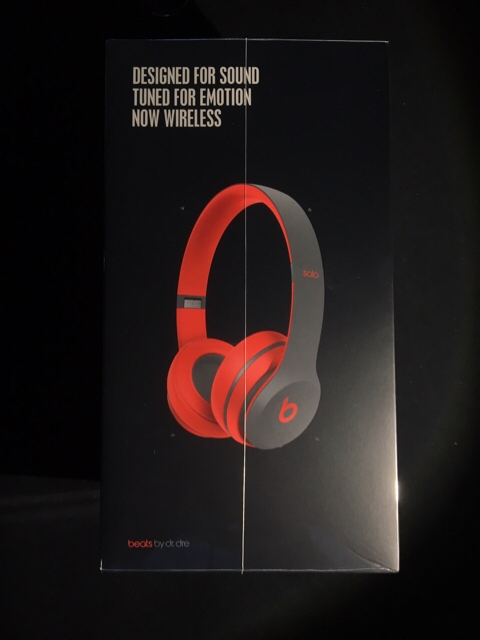 DESIGNED FOR SOUND
TUNED FOR EMOTION
NOW WIRELESS
solo
b
beats by dr. dre